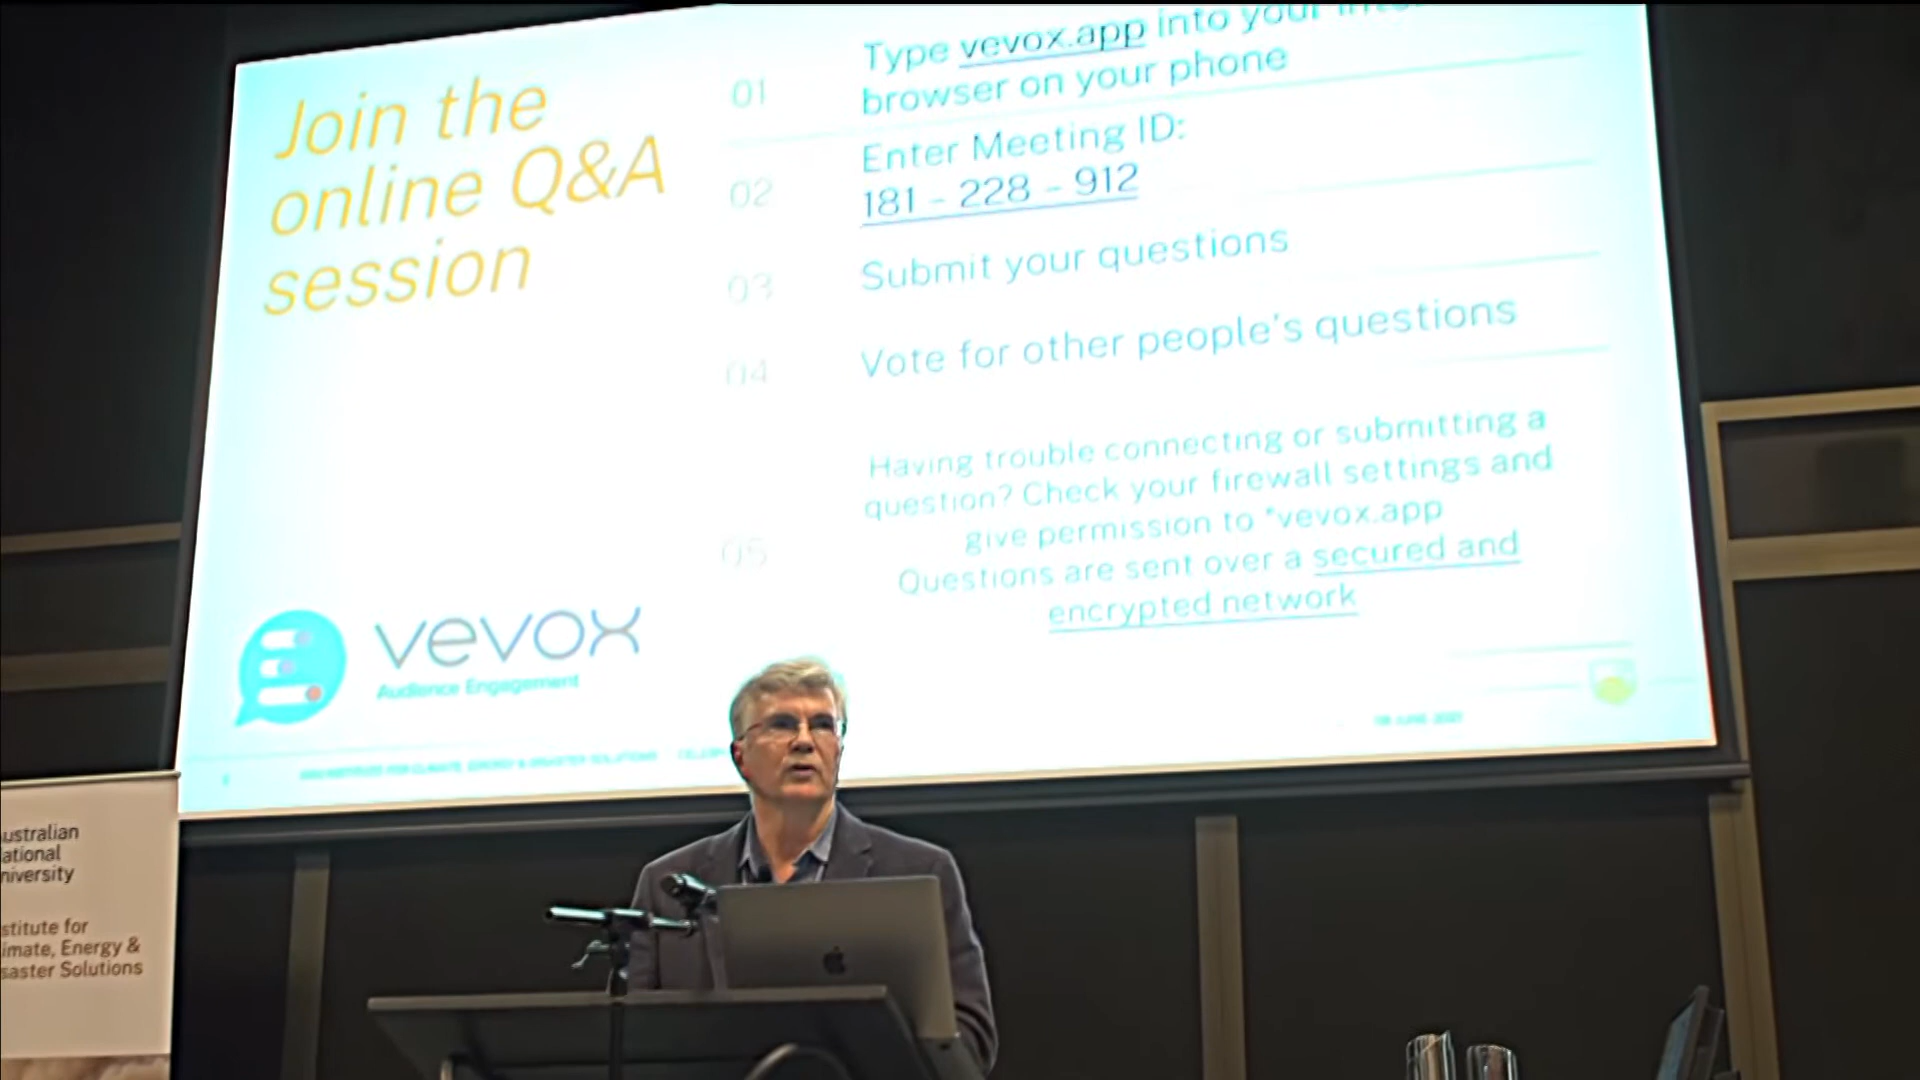 Join the
online Q&A
session
01
Type vevox.app into your
browser on your phone
02
Enter Meeting ID:
181 - 228 - 912
03
Submit your questions
04
Vote for other people's questions
05
Having trouble connecting or submitting a
question? Check your firewall settings and
give permission to *vevox.app
Questions are sent over a secured and
encrypted network
vevox
Audience Engagement
ustralian
ational
niversity
stitute for
imate, Energy &
saster Solutions